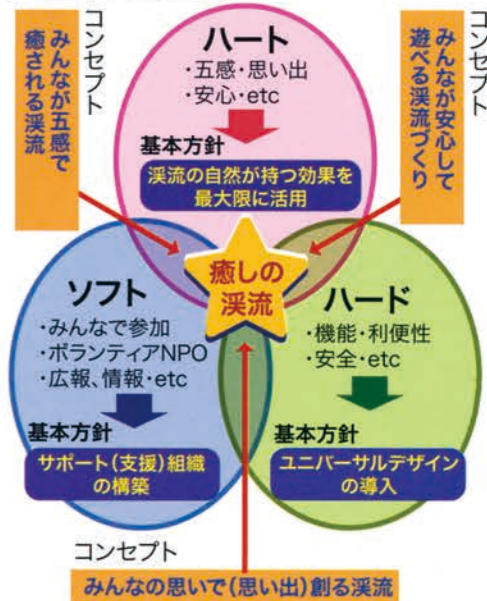 コンセプト
みんなが五感で
癒される渓流
ハート
・五感・思い出
・安心・etc
基本方針
渓流の自然が持つ効果を
最大限に活用
コンセプト
みんなが安心して
遊べる渓流づくり
癒しの
渓流
ソフト
・みんなで参加
・ボランティアNPO
・広報、情報・etc
基本方針
サポート(支援)組織
の構築
ハード
・機能・利便性
・安全・etc
基本方針
ユニバーサルデザイン
の導入
コンセプト
みんなの思いで(思い出)創る渓流